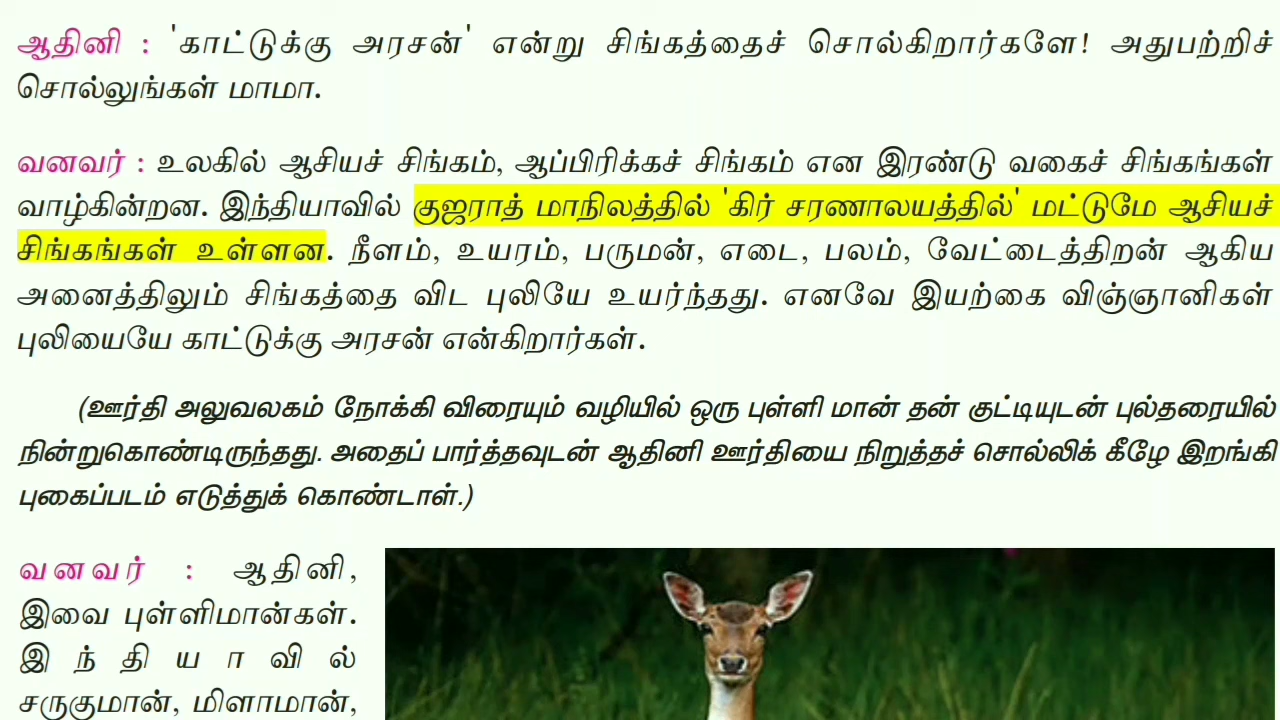 ஆதினி : 'காட்டுக்கு அரசன்' என்று சிங்கத்தைச் சொல்கிறார்களே! அதுபற்றிச்
சொல்லுங்கள் மாமா.
வனவர் : உலகில் ஆசியச் சிங்கம், ஆப்பிரிக்கச் சிங்கம் என இரண்டு வகைச் சிங்கங்கள்
வாழ்கின்றன. இந்தியாவில் குஜராத் மாநிலத்தில் 'கிர் சரணாலயத்தில்' மட்டுமே ஆசியச்
சிங்கங்கள் உள்ளன. நீளம், உயரம், பருமன், எடை, பலம், வேட்டைத்திறன் ஆகிய
அனைத்திலும் சிங்கத்தை விட புலியே உயர்ந்தது. எனவே இயற்கை விஞ்ஞானிகள்
புலியையே காட்டுக்கு அரசன் என்கிறார்கள்.
(ஊர்தி அலுவலகம் நோக்கி விரையும் வழியில் ஒரு புள்ளி மான் தன் குட்டியுடன் புல்தரையில்
நின்றுகொண்டிருந்தது. அதைப் பார்த்தவுடன் ஆதினி ஊர்தியை நிறுத்தச் சொல்லிக் கீழே இறங்கி
புகைப்படம் எடுத்துக் கொண்டாள்.)
வனவர் : ஆதினி,
இவை புள்ளிமான்கள்.
இந்தியாவில்
சருகுமான், மிளாமான்,